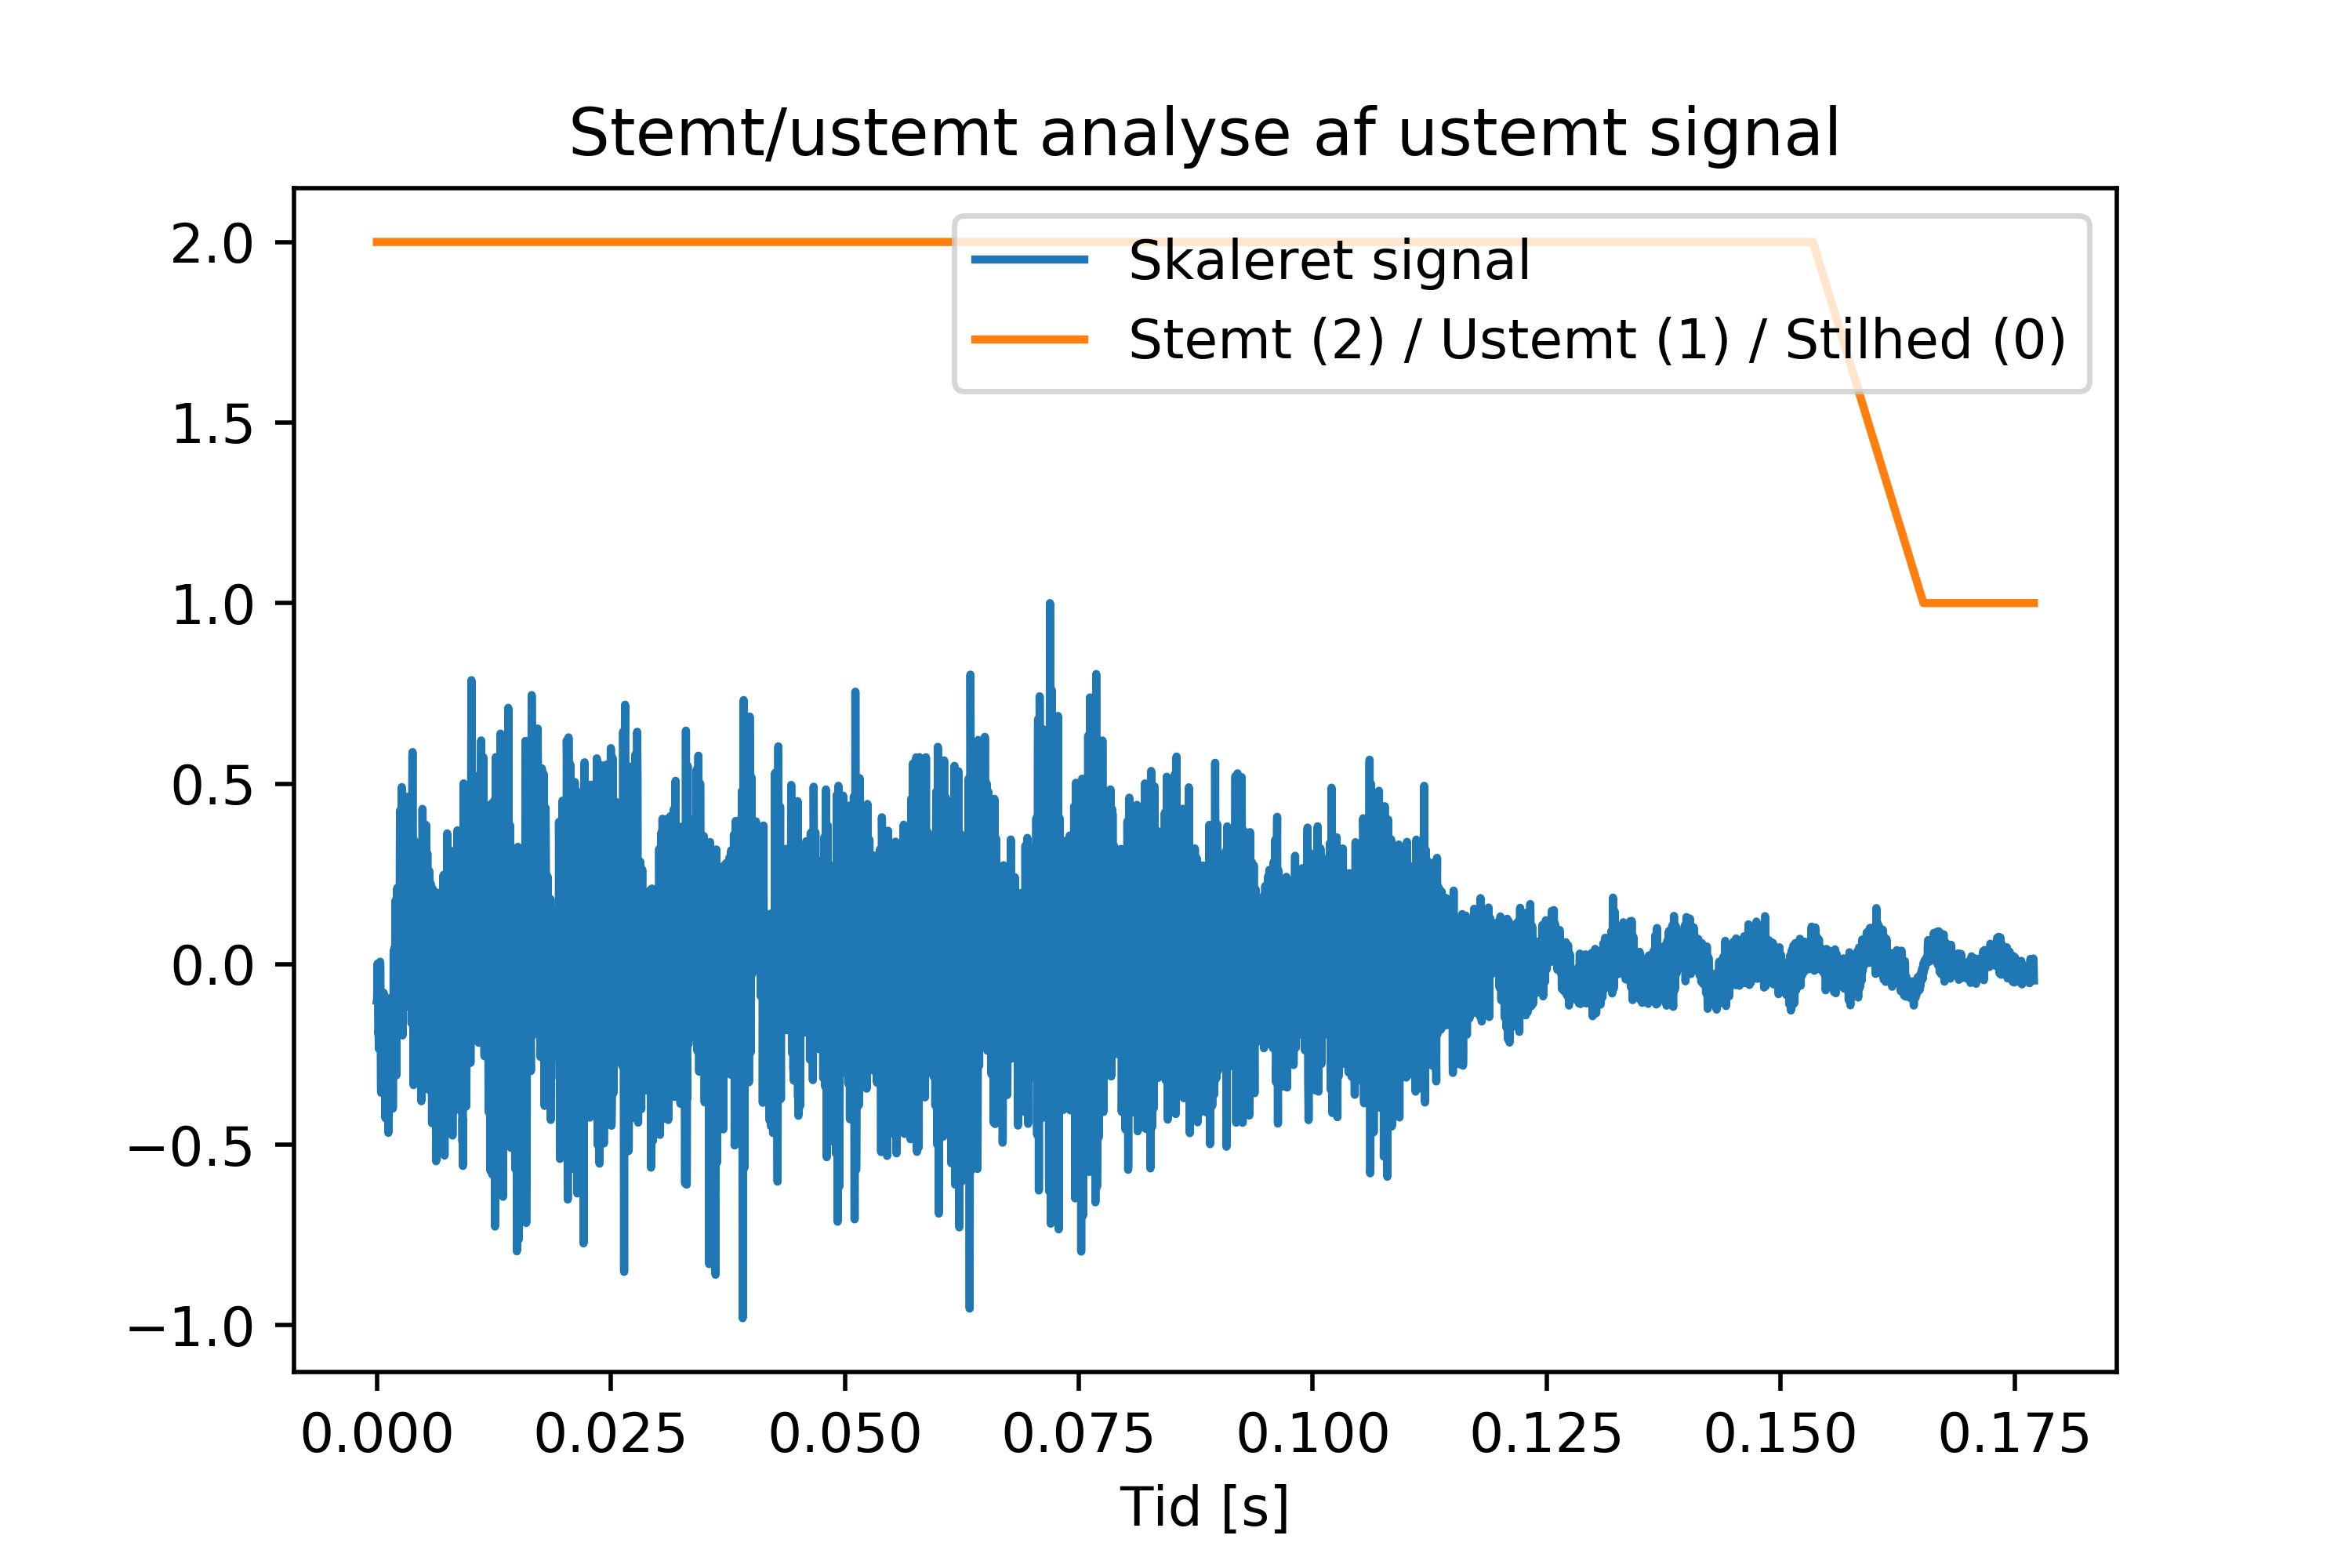 Stemt/ustemt analyse af ustemt signal
2.0
1.5
1.0
0.5
0.0
−0.5
−1.0
Skaleret signal
Stemt (2) / Ustemt (1) / Stilhed (0)
0.000 0.025 0.050 0.075 0.100 0.125 0.150 0.175
Tid [s]